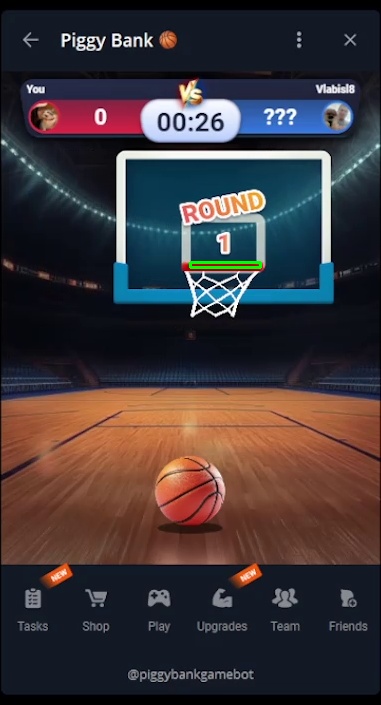 Piggy Bank 🏀
You
VS
Vlabisl8
0
00:26
???
ROUND
1
NEW
NEW
Tasks
Shop
Play
Upgrades
Team
Friends
@piggybankgamebot